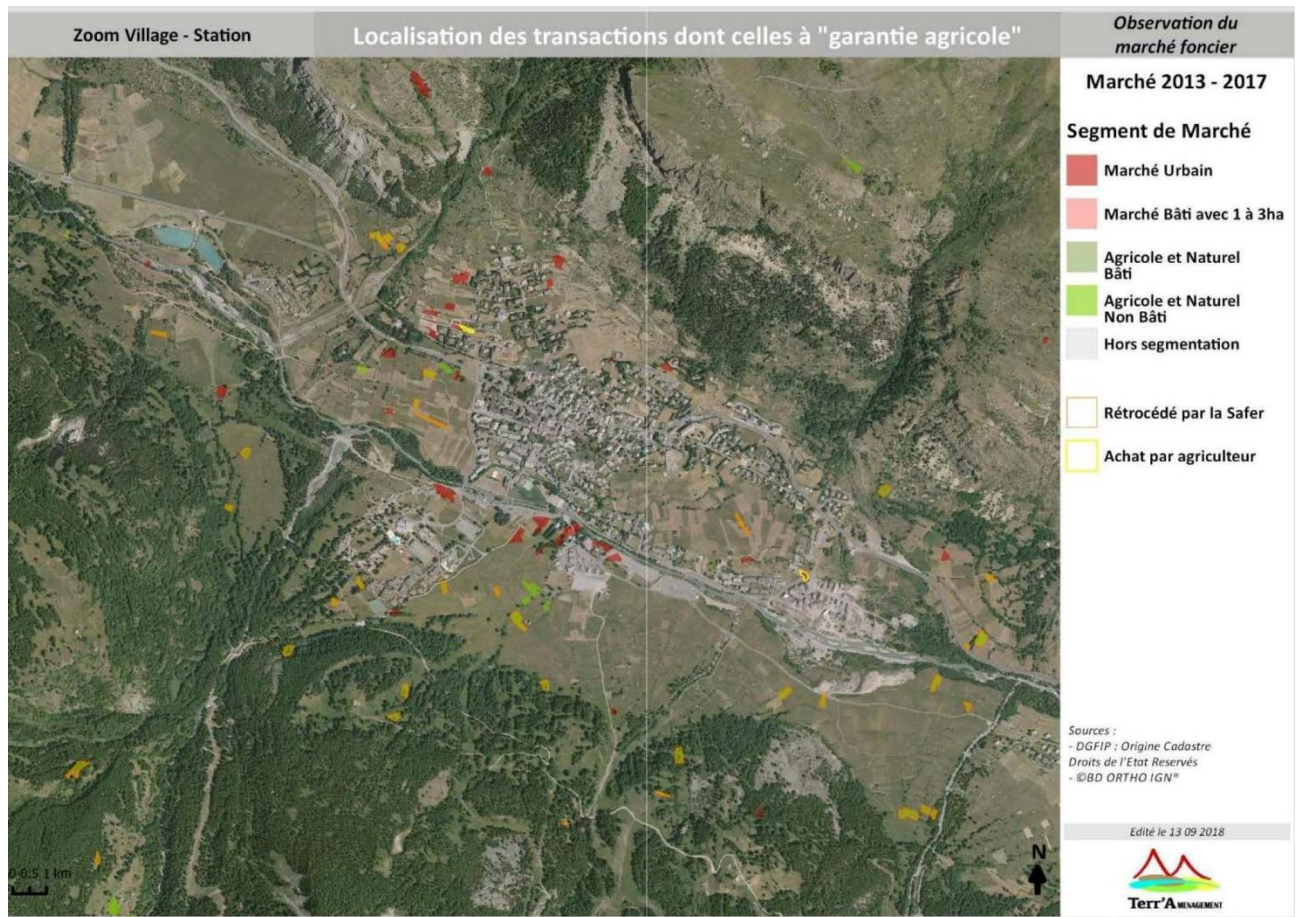 Zoom Village - Station
Localisation des transactions dont celles à "garantie agricole"
Observation du
marché foncier
Marché 2013 - 2017
Segment de Marché
Marché Urbain
Marché Bâti avec 1 à 3ha
Agricole et Naturel
Bâti
Agricole et Naturel
Non Bâti
Hors segmentation
Rétrocédé par la Safer
Achat par agriculteur
Sources :
- DGFIP : Origine Cadastre
Droits de l'Etat Reservés
- ©BD ORTHO IGN®
Edité le 13 09 2018
0 0.5 1 km
N
Terr'AMENAGEMENT